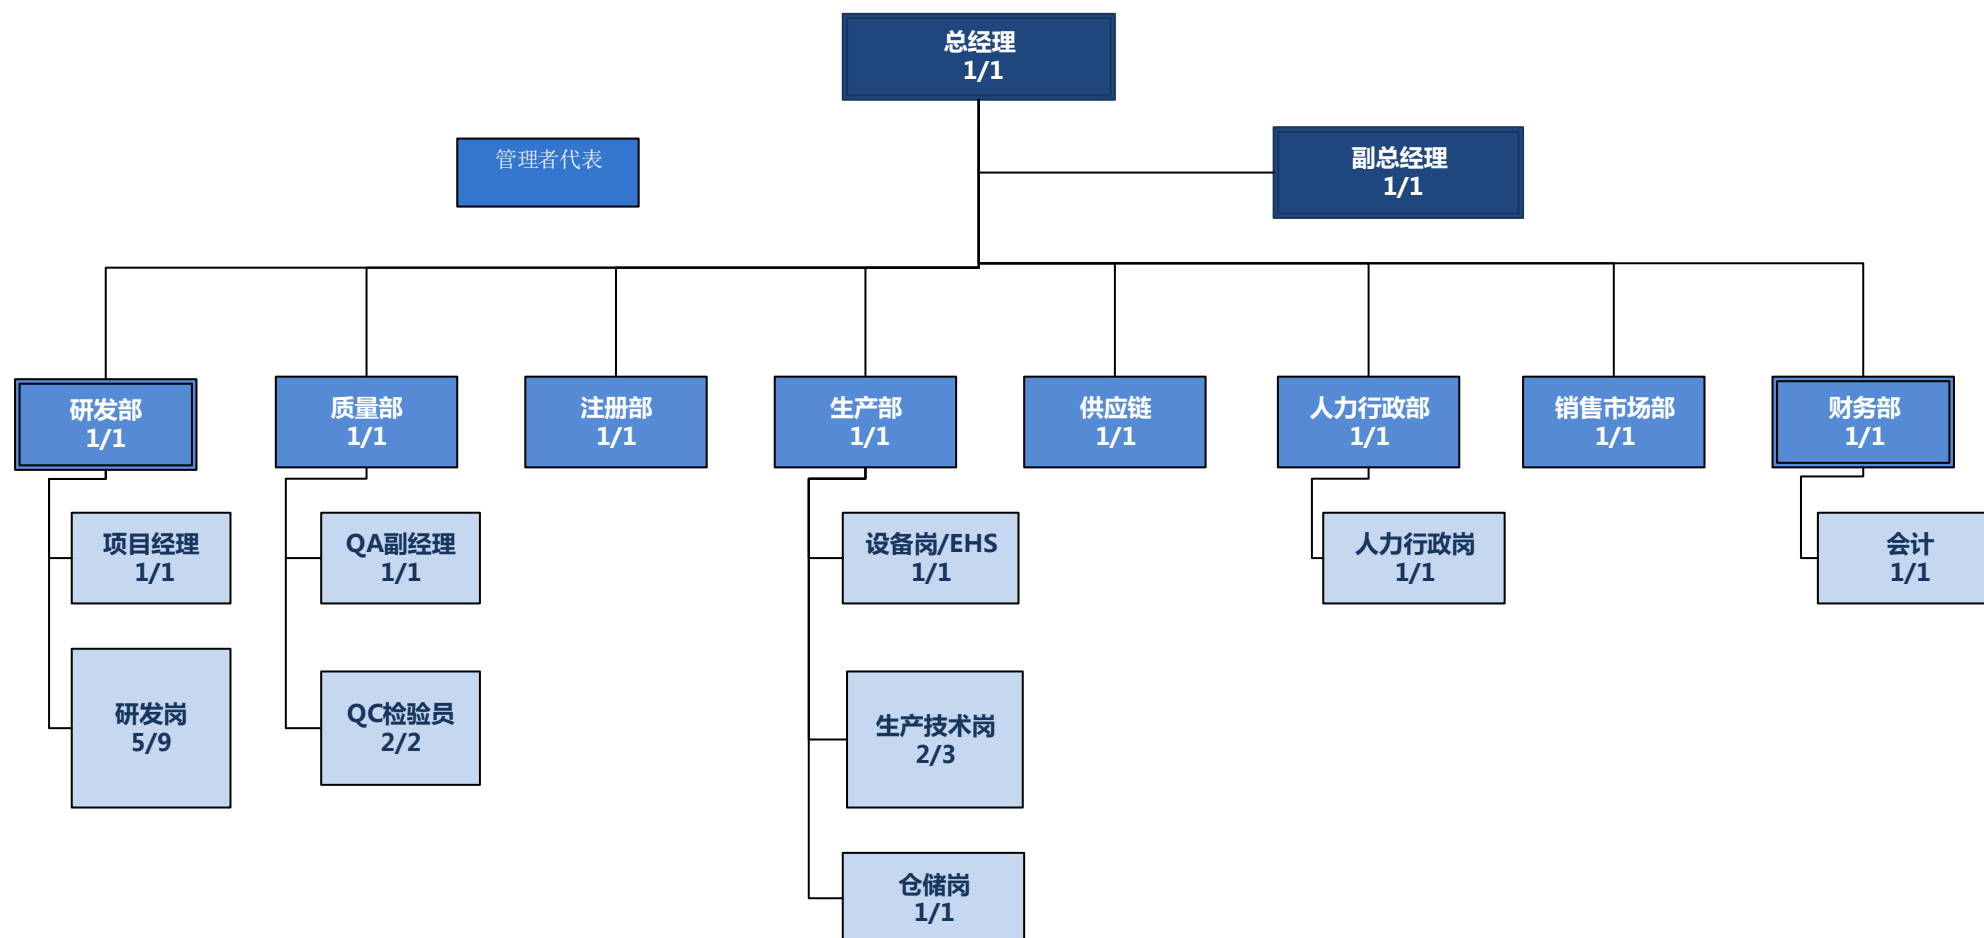 总经理
1/1
管理者代表
副总经理
1/1
研发部
1/1
质量部
1/1
注册部
1/1
生产部
1/1
供应链
1/1
人力行政部
1/1
销售市场部
1/1
财务部
1/1
项目经理
1/1
QA副经理
1/1
设备岗/EHS
1/1
人力行政岗
1/1
会计
1/1
研发岗
5/9
QC检验员
2/2
生产技术岗
2/3
仓储岗
1/1